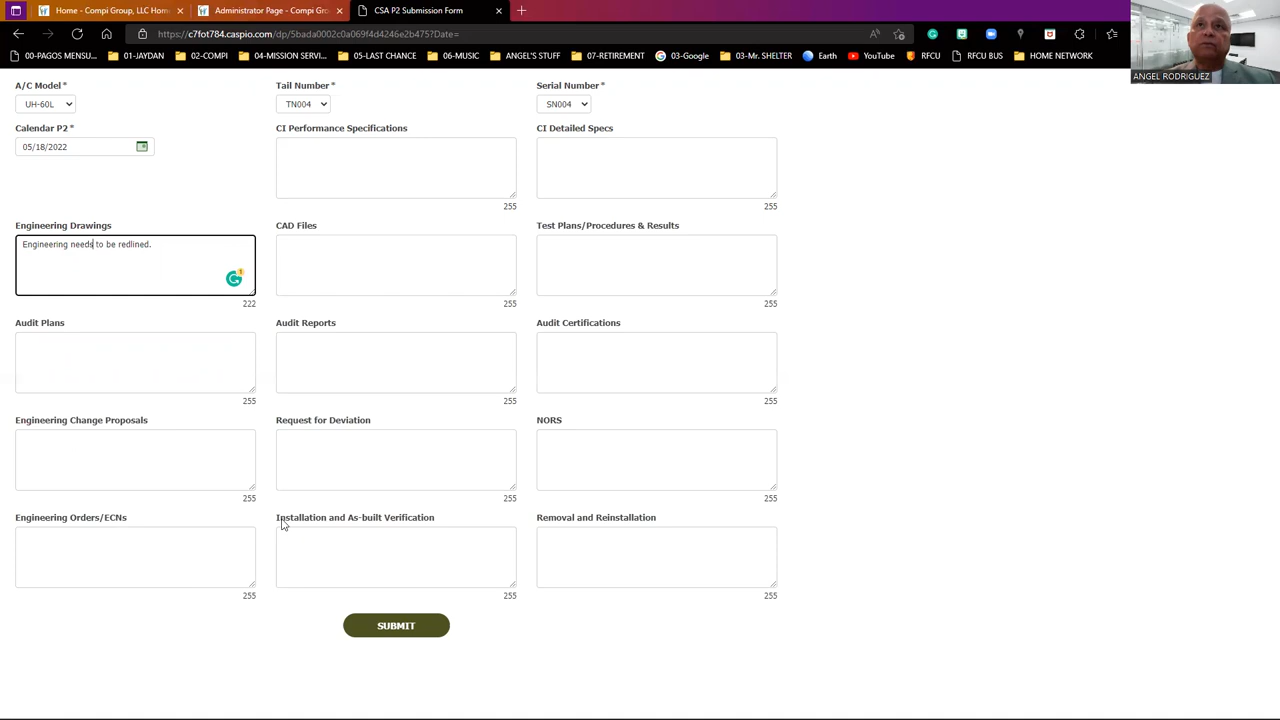 Home - Compi Group, LLC Hom
Administrator Page - Compi Gro
CSA P2 Submission Form
https://c7fot784.caspio.com/dp/5bada0002c0a069f4d4246e2b475?Date=
00-PAGOS MENSU...
01-JAYDAN
02-COMPI
04-MISSION SERVI...
05-LAST CHANCE
06-MUSIC
ANGEL'S STUFF
07-RETIREMENT
03-Google
03-Mr. SHELTER
Earth
YouTube
RFCU
RFCU BUS
HOME NETWORK
ANGEL RODRIGUEZ
A/C Model *
Tail Number *
Serial Number *
UH-60L
TN004
SN004
Calendar P2 *
CI Performance Specifications
CI Detailed Specs
05/18/2022
255
255
Engineering Drawings
CAD Files
Test Plans/Procedures & Results
Engineering needs to be redlined.
222
255
255
Audit Plans
Audit Reports
Audit Certifications
255
255
255
Engineering Change Proposals
Request for Deviation
NORS
255
255
255
Engineering Orders/ECNs
Installation and As-built Verification
Removal and Reinstallation
255
255
255
SUBMIT